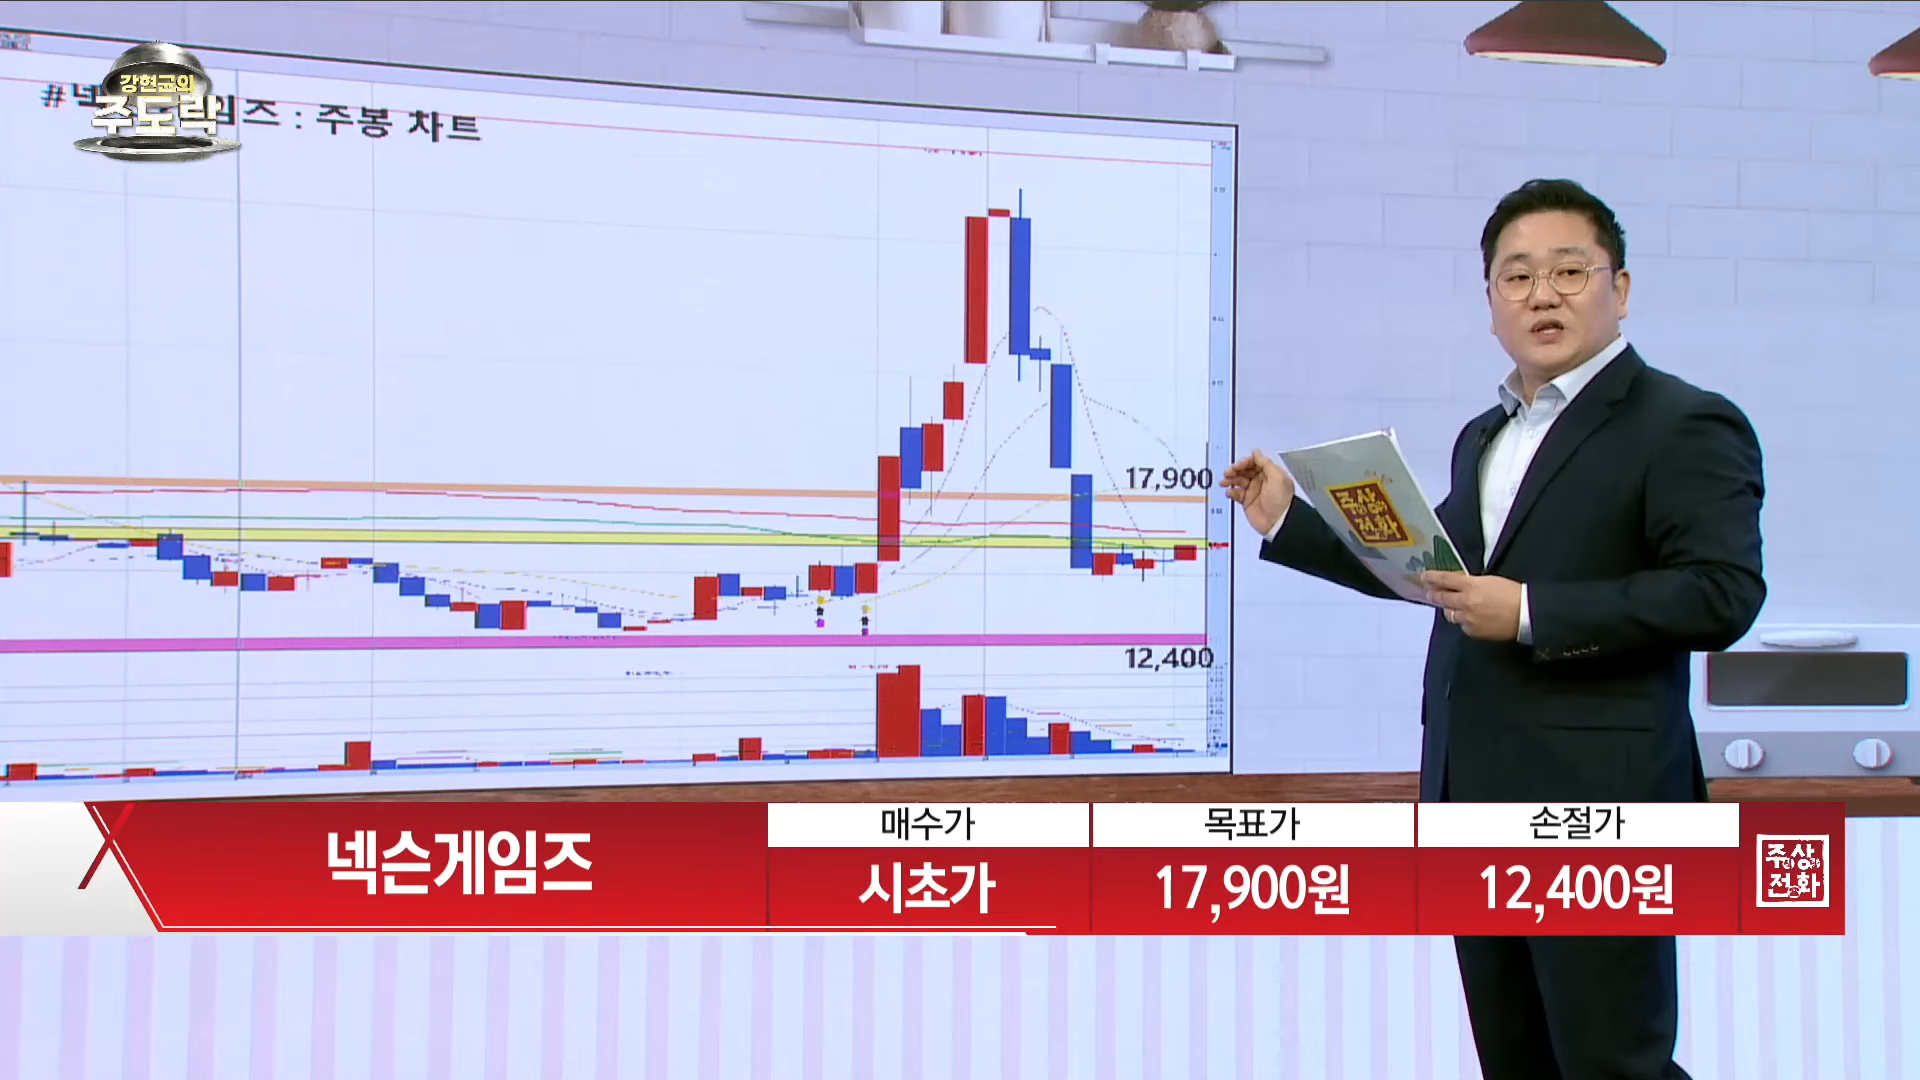 강현균의
주도락
#넥 임즈 : 주봉 차트
17,900
12,400
주상
전화
넥슨게임즈
매수가
시초가
목표가
17,900원
손절가
12,400원
주상
전화